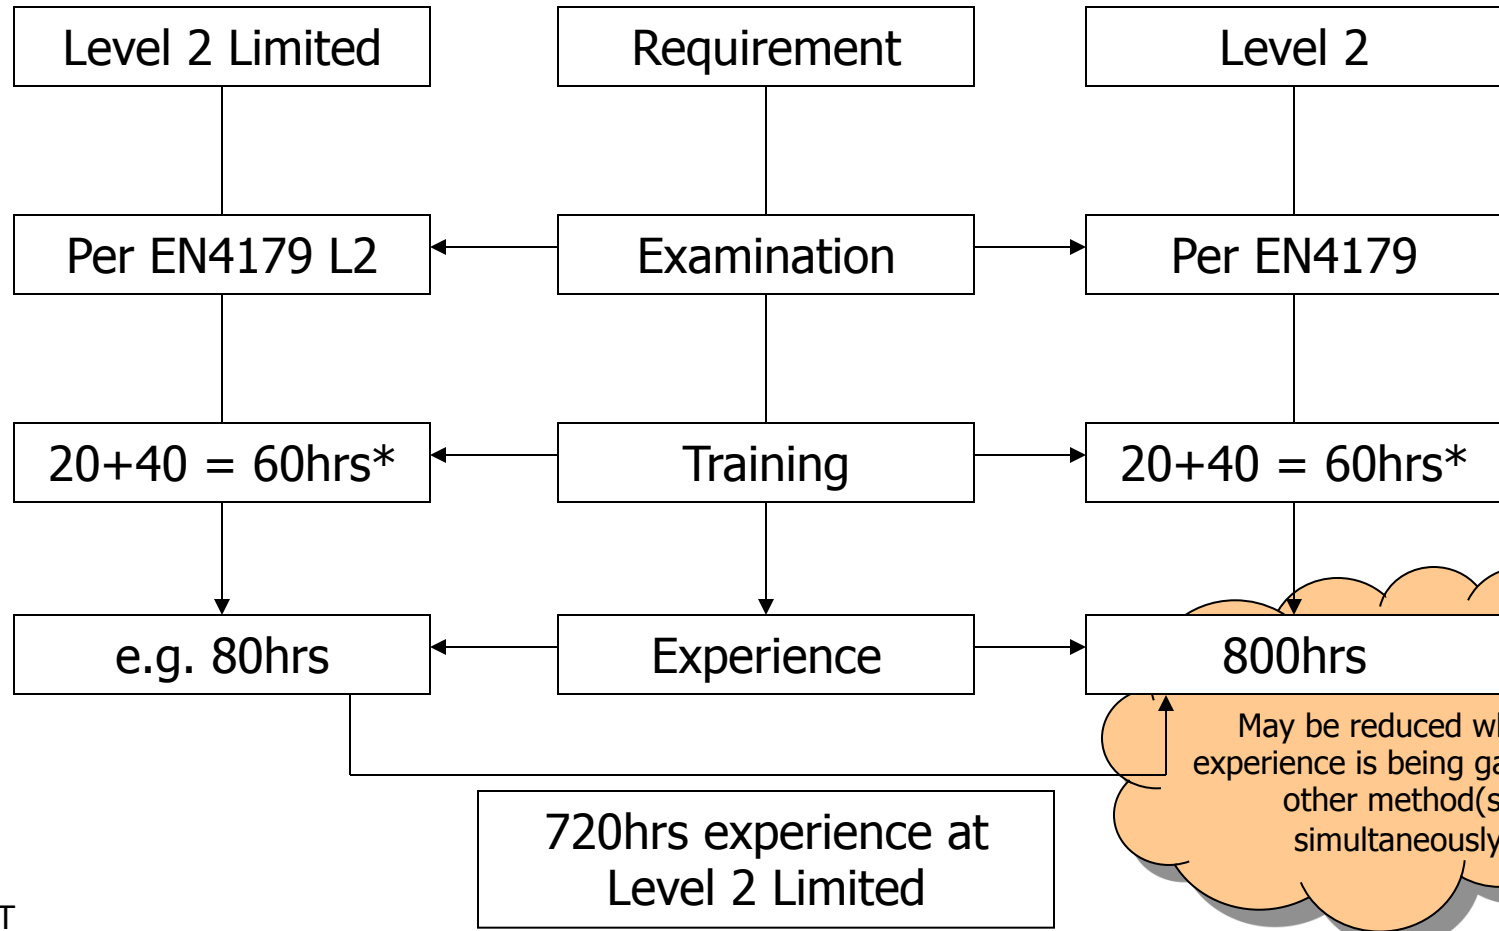 Level 2 Limited
Requirement
Level 2
Per EN4179 L2
Examination
Per EN4179
20+40 = 60hrs*
Training
20+40 = 60hrs*
e.g. 80hrs
Experience
800hrs
May be reduced
experience is being
other
simultaneously
720hrs experience at
Level 2 Limited
T